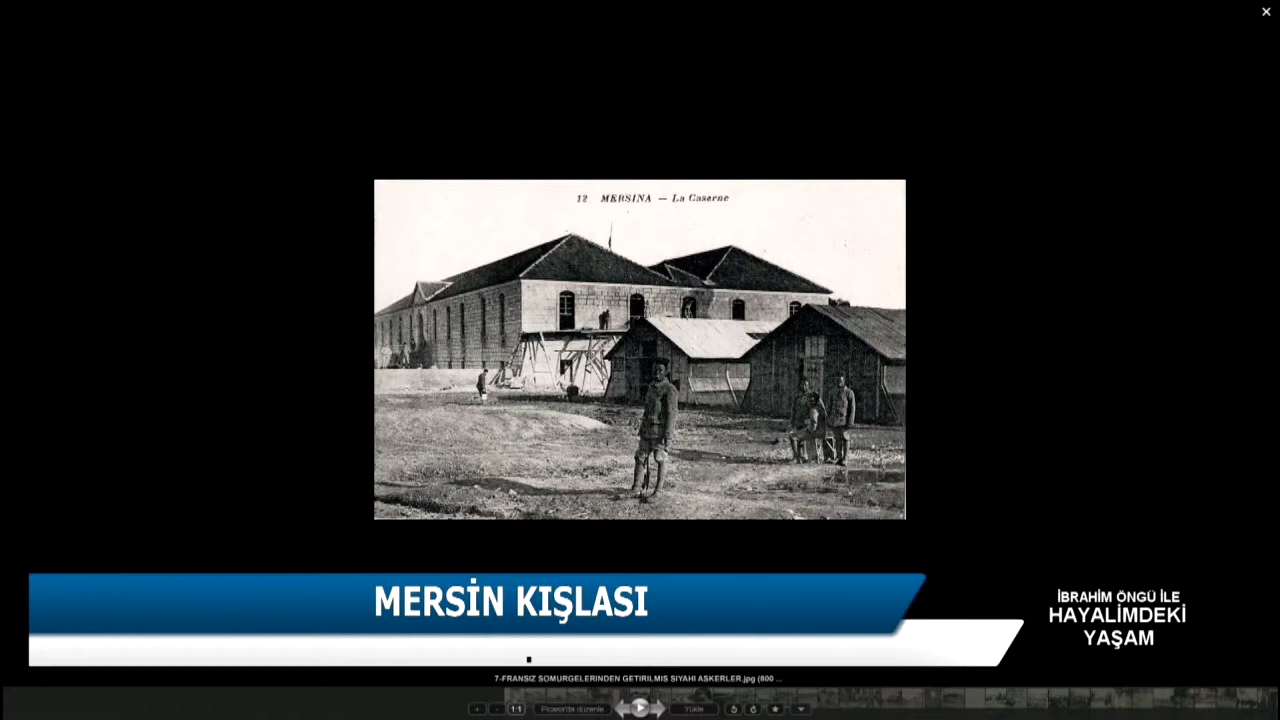 12 MERSINA — La Caserne
MERSİN KIŞLASI
İBRAHİM ÖNGÜ İLE
HAYALİMDEKİ
YAŞAM
7-FRANSIZ SOMURGELERINDEN GETIRILMIS SIYAHI ASKERLER.jpg (800 ...
1:1 Picasa'da düzenle Yükle